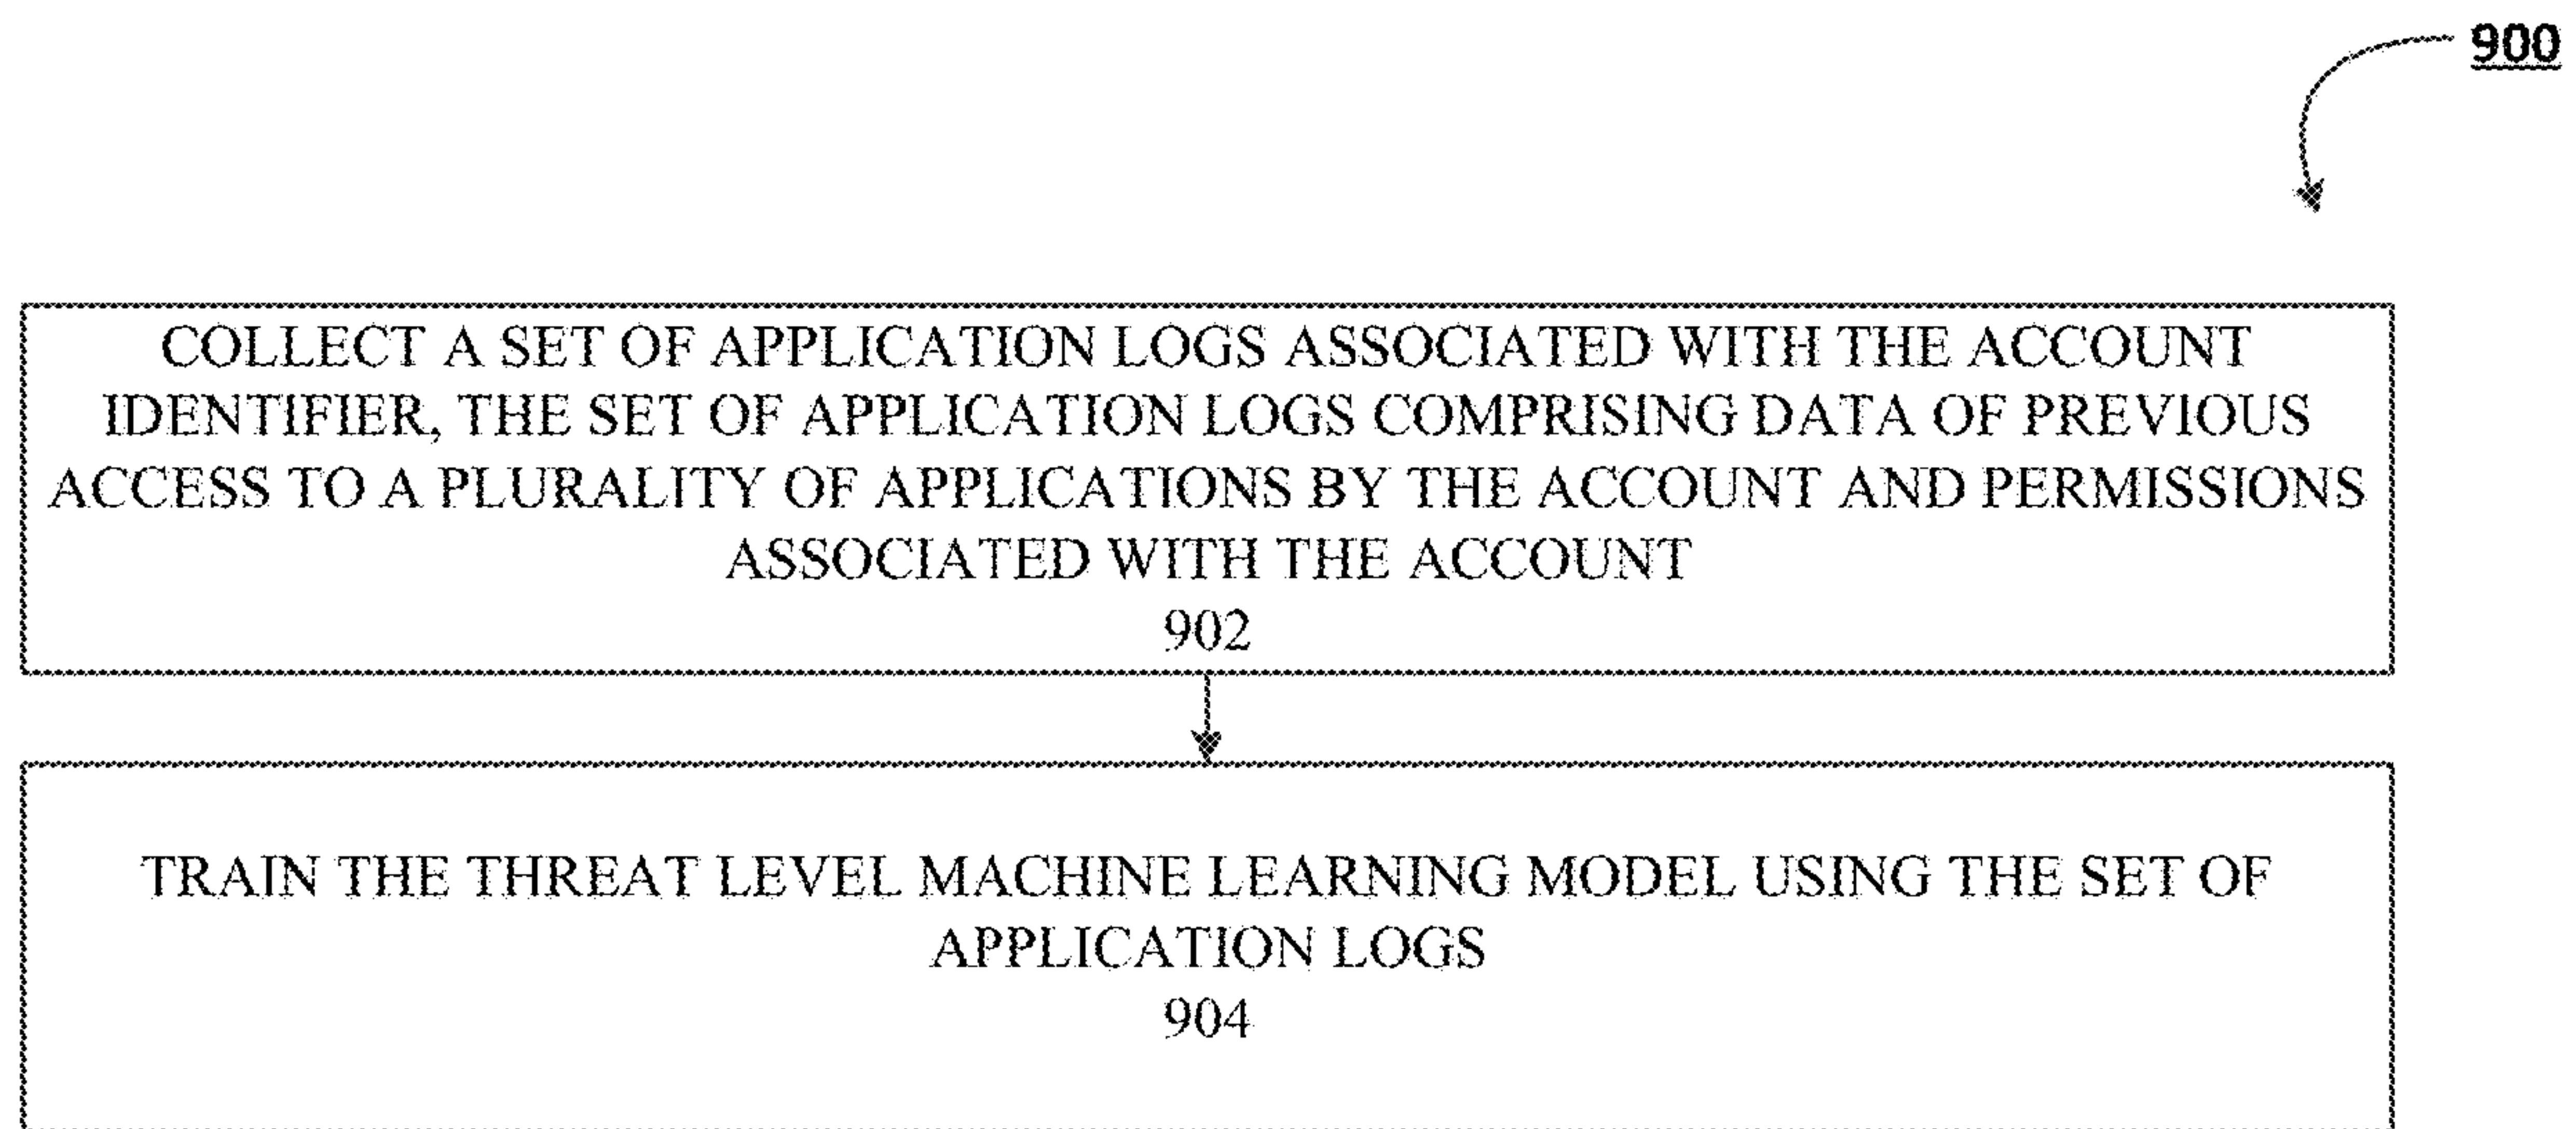 900
COLLECT A SET OF APPLICATION LOGS ASSOCIATED WITH THE ACCOUNT
IDENTIFIER, THE SET OF APPLICATION LOGS COMPRISING DATA OF PREVIOUS
ACCESS TO A PLURALITY OF APPLICATIONS BY THE ACCOUNT AND PERMISSIONS
ASSOCIATED WITH THE ACCOUNT
902
TRAIN THE THREAT LEVEL MACHINE LEARNING MODEL USING THE SET OF
APPLICATION LOGS
904